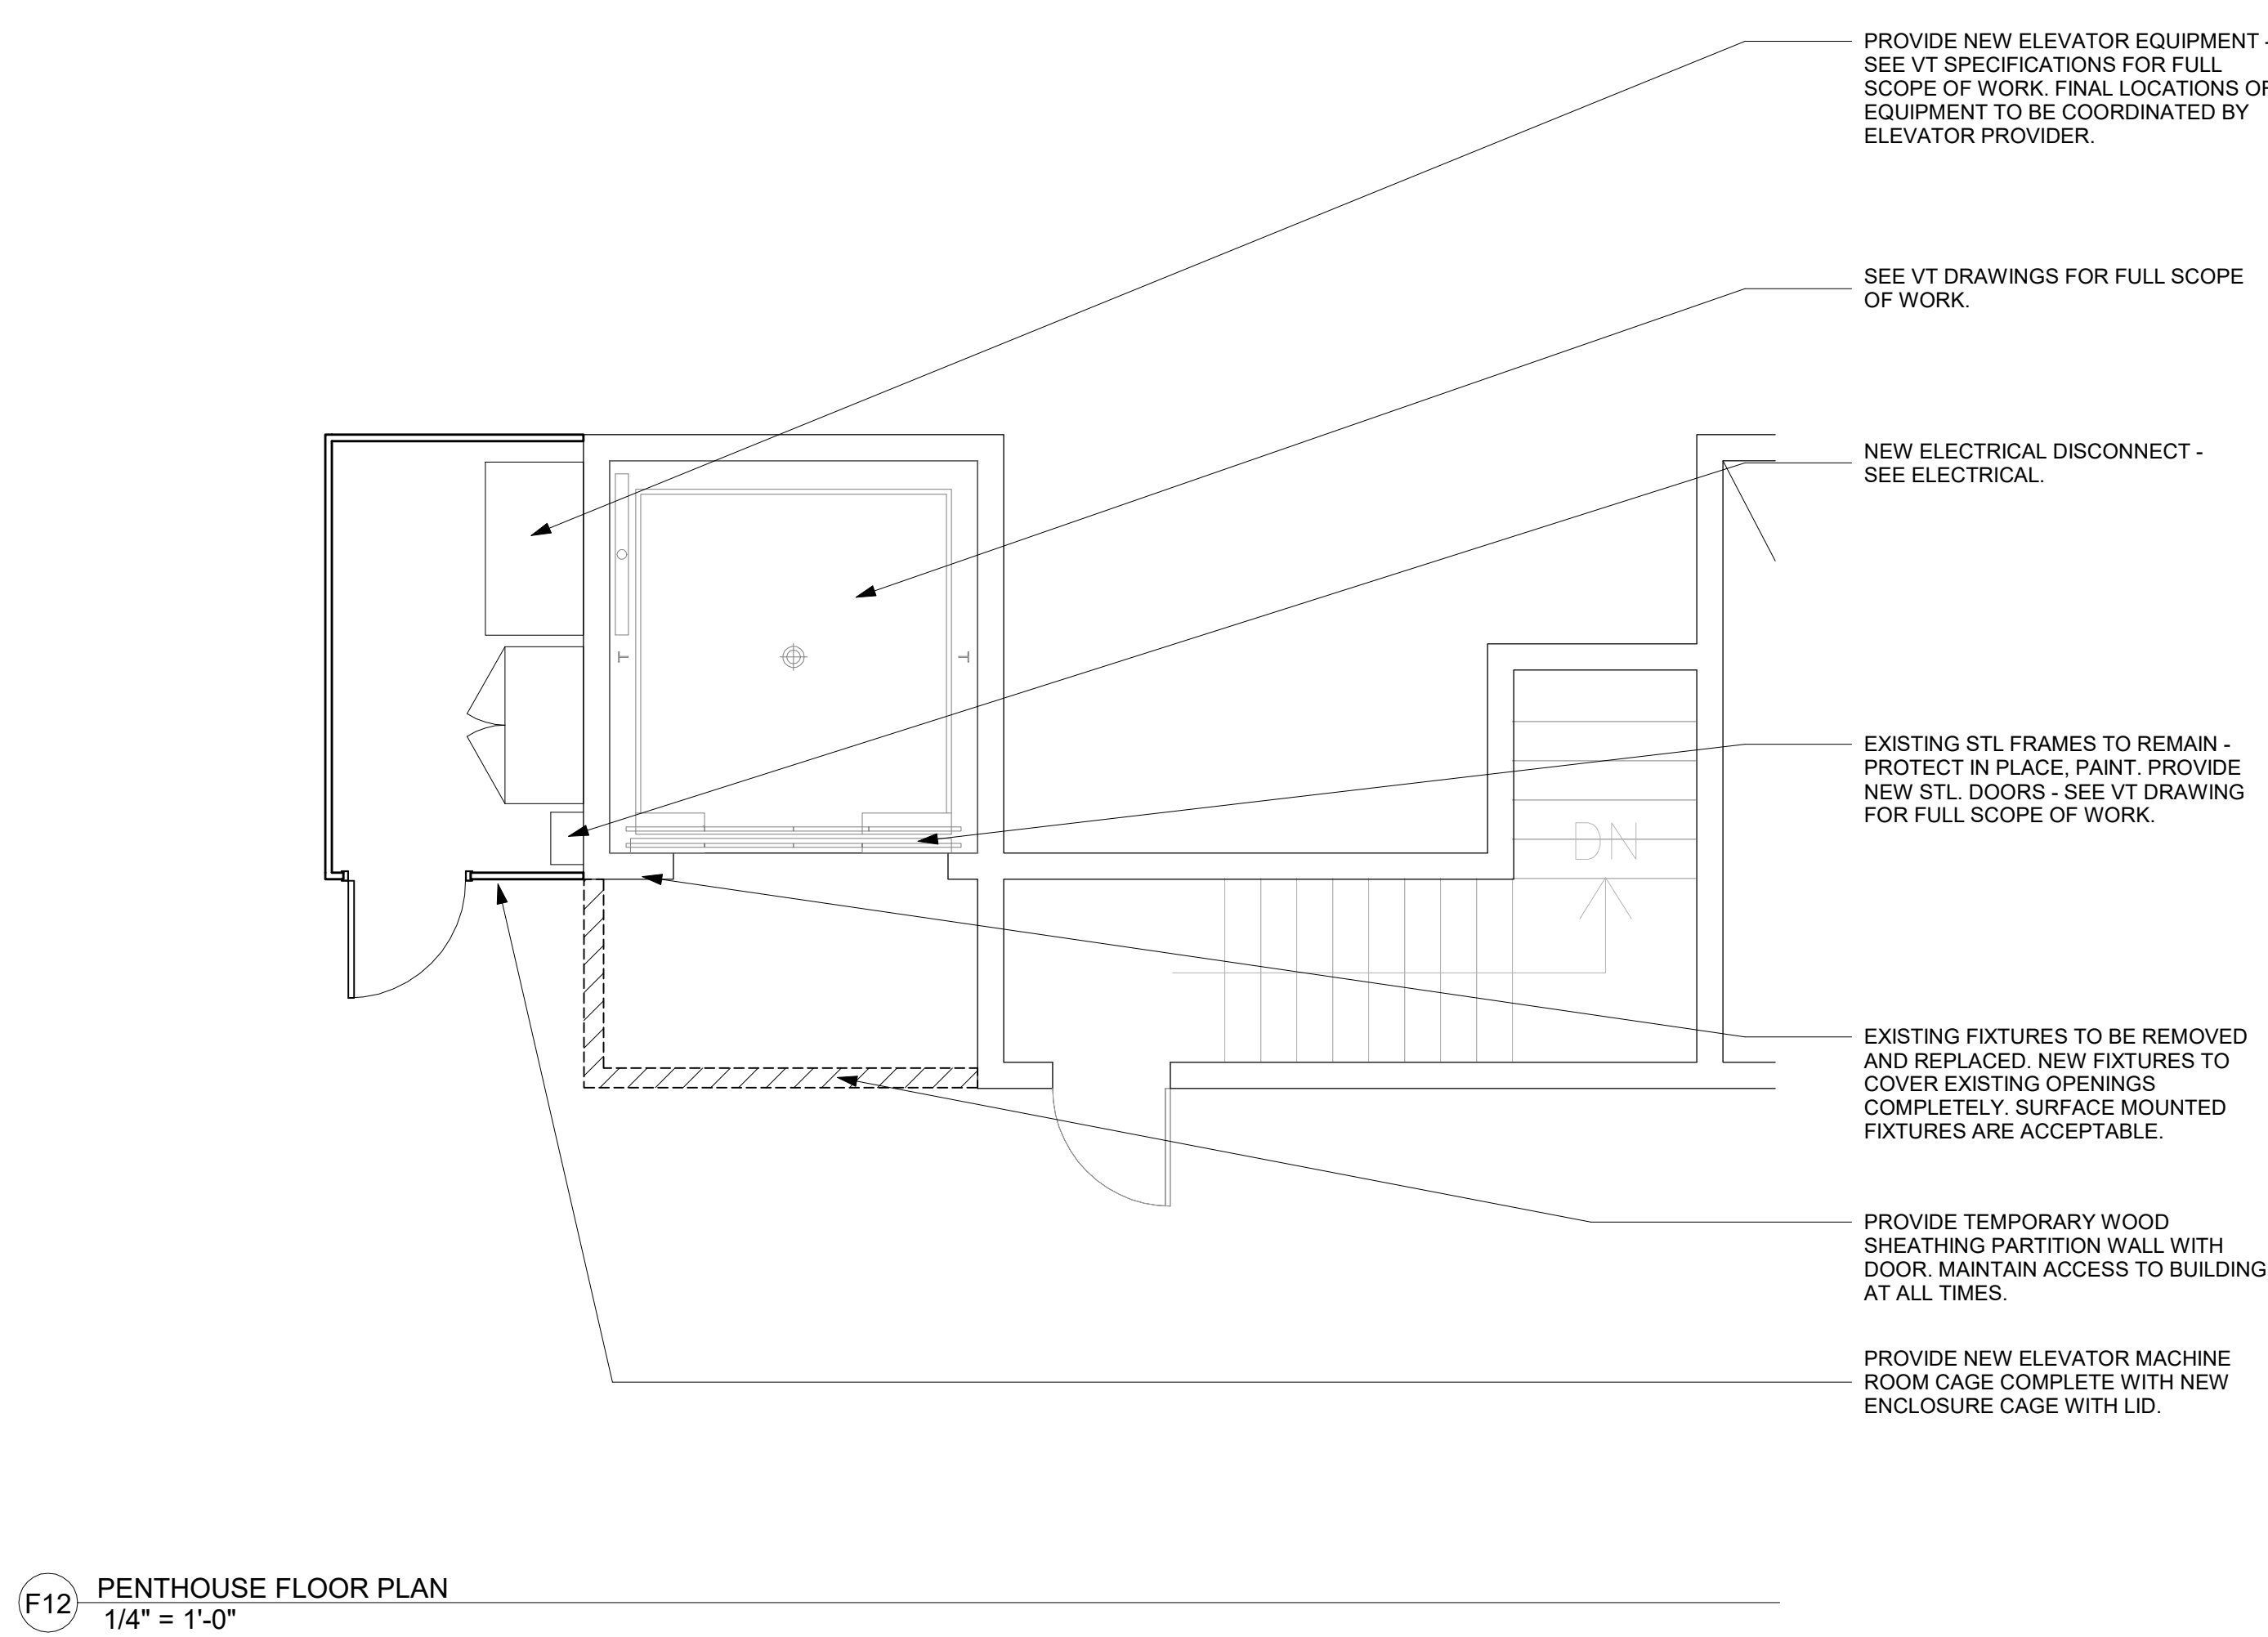 PROVIDE NEW ELEVATOR EQUIPMENT -
SEE VT SPECIFICATIONS FOR FULL
SCOPE OF WORK. FINAL LOCATIONS OF
EQUIPMENT TO BE COORDINATED BY
ELEVATOR PROVIDER.
SEE VT DRAWINGS FOR FULL SCOPE
OF WORK.
NEW ELECTRICAL DISCONNECT -
SEE ELECTRICAL.
EXISTING STL FRAMES TO REMAIN -
PROTECT IN PLACE, PAINT. PROVIDE
NEW STL. DOORS - SEE VT DRAWING
FOR FULL SCOPE OF WORK.
DN
EXISTING FIXTURES TO BE REMOVED
AND REPLACED. NEW FIXTURES TO
COVER EXISTING OPENINGS
COMPLETELY. SURFACE MOUNTED
FIXTURES ARE ACCEPTABLE.
PROVIDE TEMPORARY WOOD
SHEATHING PARTITION WALL WITH
DOOR. MAINTAIN ACCESS TO BUILDING
AT ALL TIMES.
PROVIDE NEW ELEVATOR MACHINE
ROOM CAGE COMPLETE WITH NEW
ENCLOSURE CAGE WITH LID.
F12
PENTHOUSE FLOOR PLAN
1/4" = 1'-0"